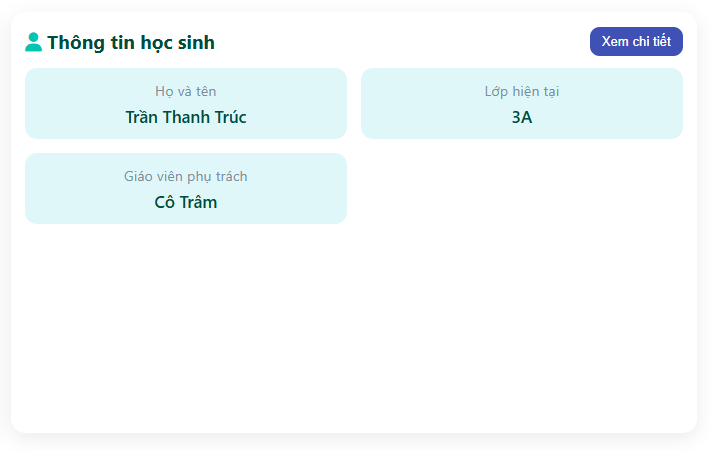 Thông tin học sinh
Xem chi tiết
Họ và tên
Trần Thanh Trúc
Lớp hiện tại
3A
Giáo viên phụ trách
Cô Trâm